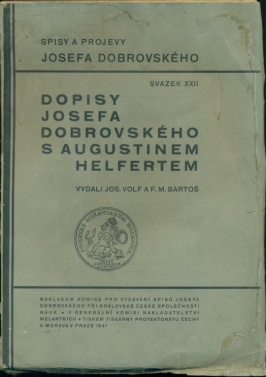 SPISY A PROJEVY
JOSEFA DOBROVSKÉHO
SVAZEK XXII
DOPISY
JOSEFA
DOBROVSKÉHO
S AUGUSTINEM
HELFERTEM
VYDALI JOS. VOLF A F. M. BARTOŠ
NÁKLADEM KOMISE PRO VYDÁVÁNÍ SPISŮ JOSEFA
DOBROVSKÉHO PŘI KRÁLOVSKÉ ČESKÉ SPOLEČNOSTI
NAUK • V GENERÁLNÍ KOMISI NAKLADATELSTVÍ
MELANTRICH • TISKEM TISKÁRNY PROTEKTORÁTU ČECHY
A MORAVA V PRAZE 1941